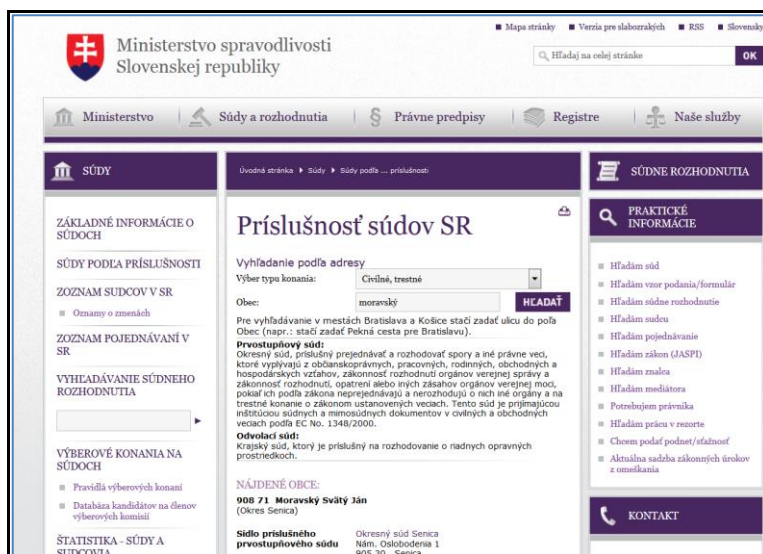 Mapa stránky Verzia pre slabozrakých RSS Slovensky
Ministerstvo spravodlivosti
Slovenskej republiky
Hľadaj na celej stránke OK
Ministerstvo Súdy a rozhodnutia § Právne predpisy Registre Naše služby
SÚDY
ZÁKLADNÉ INFORMÁCIE O
SÚDOCH
SÚDY PODĽA PRÍSLUŠNOSTI
ZOZNAM SUDCOV V SR
Oznamy o zmenách
ZOZNAM POJEDNÁVANÍ V
SR
VYHĽADÁVANIE SÚDNEHO
ROZHODNUTIA
VÝBEROVÉ KONANIA NA
SÚDOCH
Pravidlá výberových konaní
Databáza kandidátov na členov
výberových komisií
ŠTATISTIKA - SÚDY A
SUDCOVIA
Úvodná stránka Súdy Súdy podľa ... príslušnosti
Príslušnosť súdov SR
Vyhľadanie podľa adresy
Výber typu konania: Civilné, trestné
Obec: moravský HĽADAŤ
Pre vyhľadávanie v mestách Bratislava a Košice stačí zadať ulicu do poľa
Obec (napr.: stačí zadať Pekná cesta pre Bratislavu).
Prvostupňový súd:
Okresný súd, príslušný prejednávať a rozhodovať spory a iné právne veci,
ktoré vyplývajú z občianskoprávnych, pracovných, rodinných, obchodných a
hospodárskych vzťahov, zákonnosť rozhodnutí orgánov verejnej správy a
zákonnosť rozhodnutí, opatrení alebo iných zásahov orgánov verejnej moci,
pokiaľ ich podľa zákona neprejednávajú a nerozhodujú o nich iné orgány a na
trestné konanie o zákonom ustanovených veciach. Tento súd je prijímajúcou
inštitúciou súdnych a mimosúdnych dokumentov v civilných a obchodných
veciach podľa EC No. 1348/2000.
Odvolací súd:
Krajský súd, ktorý je príslušný na rozhodovanie o riadnych opravných
prostriedkoch.
NÁJDENÉ OBCE:
908 71 Moravský Svätý Ján
(Okres Senica)
Sídlo príslušného Okresný súd Senica
prvostupňového súdu Nám. Oslobodenia 1
905 30 Senica
SÚDNE ROZHODNUTIA
PRAKTICKÉ
INFORMÁCIE
Hľadám súd
Hľadám vzor podania/formulár
Hľadám súdne rozhodnutie
Hľadám sudcu
Hľadám pojednávanie
Hľadám zákon (JASPI)
Hľadám znalca
Hľadám mediátora
Potrebujem právnika
Hľadám prácu v rezorte
Chcem podať podnet/sťažnosť
Aktuálna sadzba zákonných úrokov
z omeškania
KONTAKT